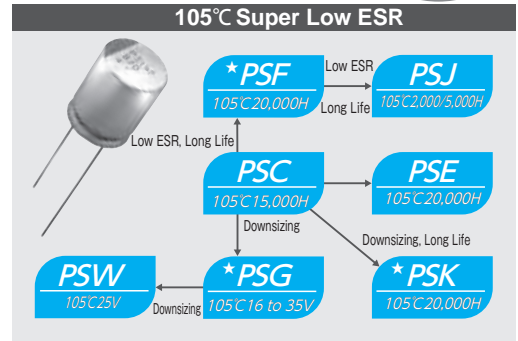 105℃ Super Low ESR
★PSF
105℃20,000H
Low ESR
Long Life
PSJ
105℃2,000/5,000H
Low ESR, Long Life
PSC
105℃15,000H
PSE
105℃20,000H
Downsizing
Downsizing, Long Life
PSW
105℃25V
Downsizing
★PSG
105℃16 to 35V
★PSK
105℃20,000H